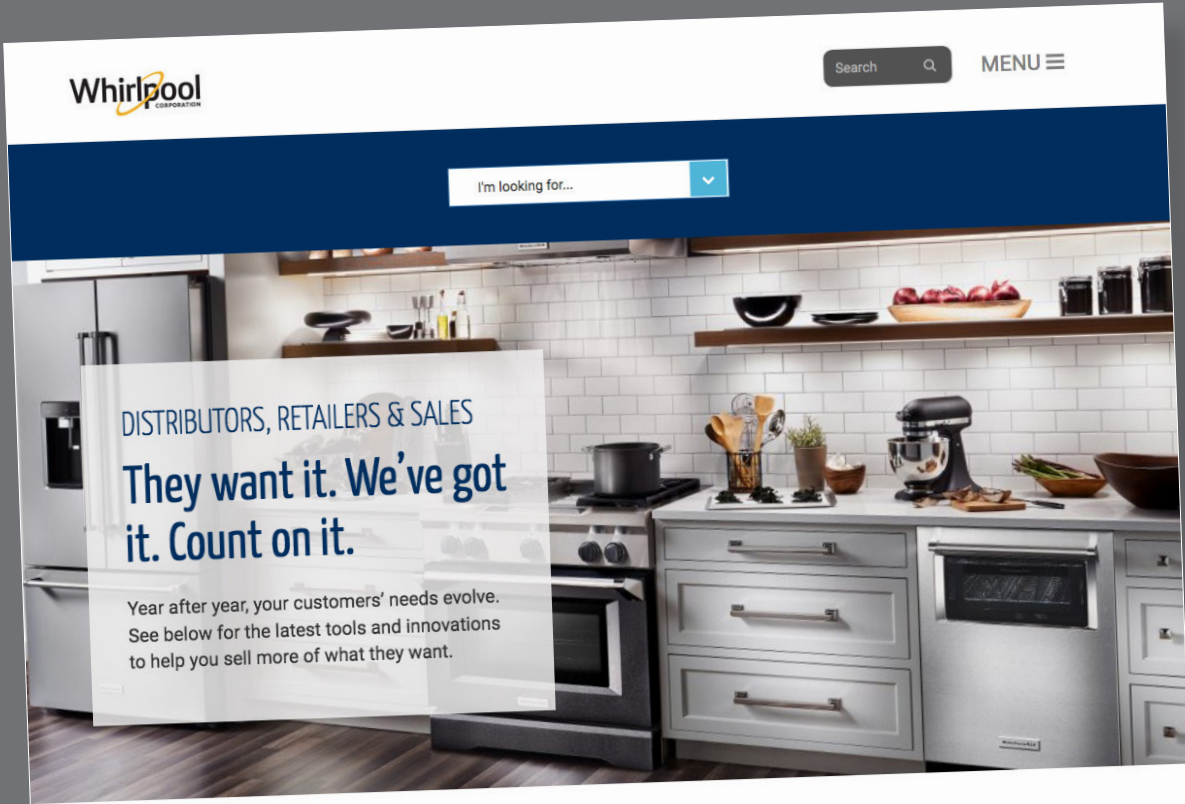 Whirlpool
CORPORATION
Search
MENU
I'm looking for...
DISTRIBUTORS, RETAILERS & SALES
They want it. We've got
it. Count on it.
Year after year, your customers' needs evolve.
See below for the latest tools and innovations
to help you sell more of what they want.
KitchenAid